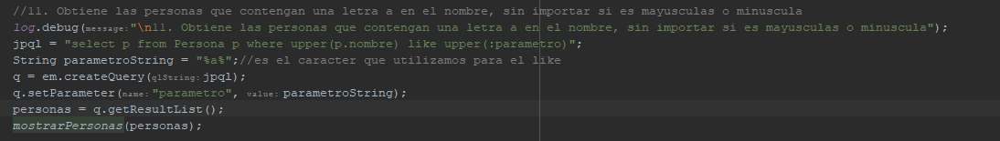 //11. Obtiene las personas que contengan una letra a en el nombre, sin importar si es mayusculas o minuscula
log.debug(message:"\n11. Obtiene las personas que contengan una letra a en el nombre, sin importar si es mayusculas o minuscula");
jpql = "select p from Persona p where upper(p.nombre) like upper(:parametro)";
String parametroString = "%a%";//es el caracter que utilizamos para el like
q = em.createQuery(qlString:jpql);
q.setParameter(name:"parametro", value:parametroString);
personas = q.getResultList();
mostrarPersonas(personas);